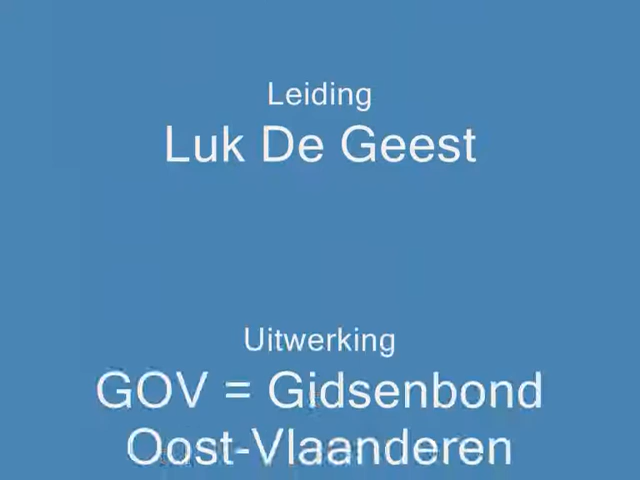 Leiding
Luk De Geest
Uitwerking
GOV = Gidsenbond
Oost-Vlaanderen